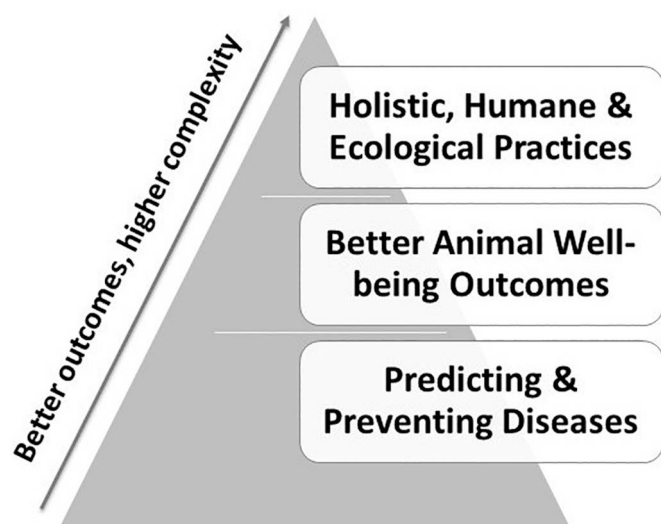 Better outcomes, higher complexity
Holistic, Humane &
Ecological Practices
Better Animal Well-
being Outcomes
Predicting &
Preventing Diseases